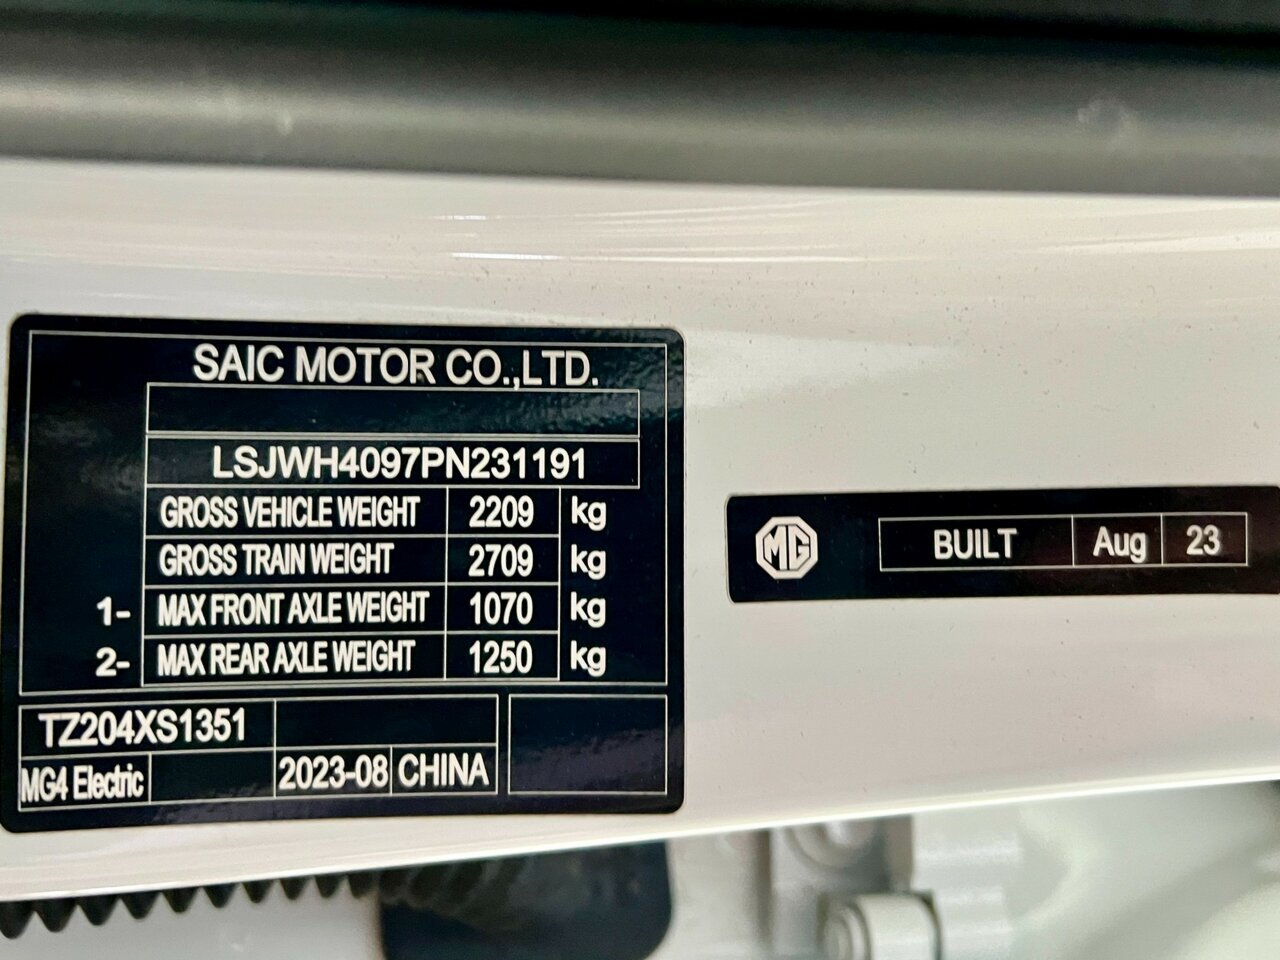 SAIC MOTOR CO.,LTD.
LSJWH4097PN231191
GROSS VEHICLE WEIGHT 2209 kg
GROSS TRAIN WEIGHT 2709 kg
1- MAX FRONT AXLE WEIGHT 1070 kg
2- MAX REAR AXLE WEIGHT 1250 kg
TZ204XS1351
MG4 Electric 2023-08 CHINA
MG BUILT Aug 23